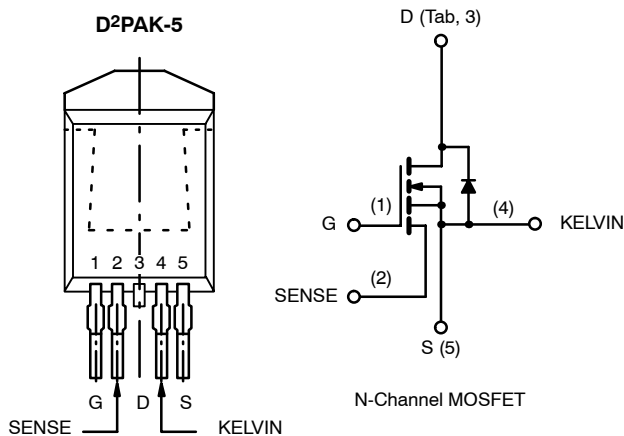 D²PAK-5
1 2 3 4 5
G D S
SENSE KELVIN
D (Tab, 3)
(1)
G
(4)
KELVIN
(2)
SENSE
S (5)
N-Channel MOSFET